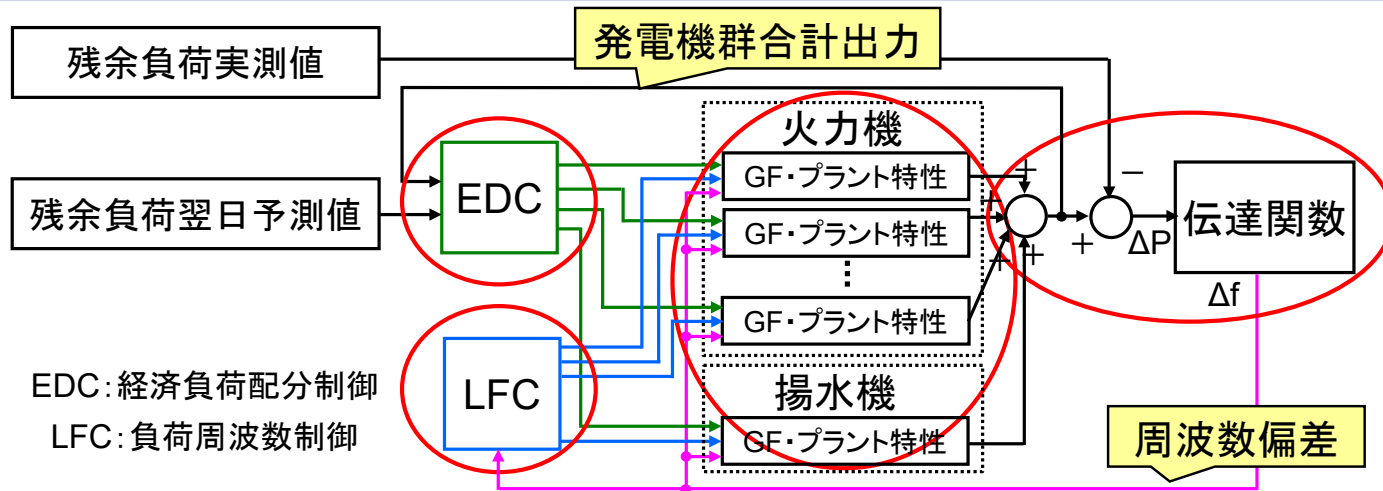 残余負荷実測値
発電機群合計出力
残余負荷翌日予測値
EDC
火力機
GF・プラント特性
GF・プラント特性
⋮
GF・プラント特性
+
+
+
+
+
−
ΔP
伝達関数
Δf
LFC
揚水機
GF・プラント特性
EDC:経済負荷配分制御
LFC:負荷周波数制御
周波数偏差